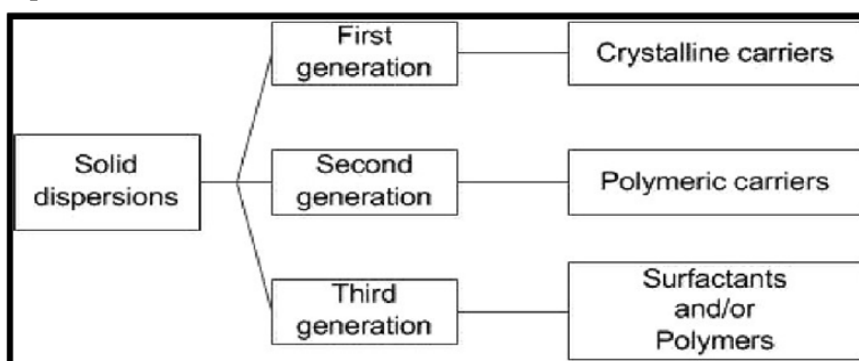 First
generation
Crystalline carriers
Solid
dispersions
Second
generation
Polymeric carriers
Third
generation
Surfactants
and/or
Polymers